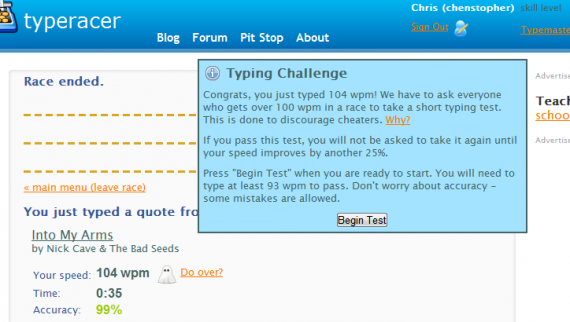 typeracer
Chris (chenstopher) skill level
Sign Out
Blog Forum Pit Stop About
Race ended.
Typing Challenge
Congrats, you just typed 104 wpm! We have to ask everyone
who gets over 100 wpm in a race to take a short typing test.
This is done to discourage cheaters. Why?
If you pass this test, you will not be asked to take it again until
your speed improves by another 25%.
Press "Begin Test" when you are ready to start. You will need to
type at least 93 wpm to pass. Don't worry about accuracy –
some mistakes are allowed.
Begin Test
« main menu (leave race)
You just typed a quote fro
Into My Arms
by Nick Cave & The Bad Seeds
Your speed: 104 wpm Do over?
Time: 0:35
Accuracy: 99%
Typemaste
Advertise
Teac
schoo
Advertise